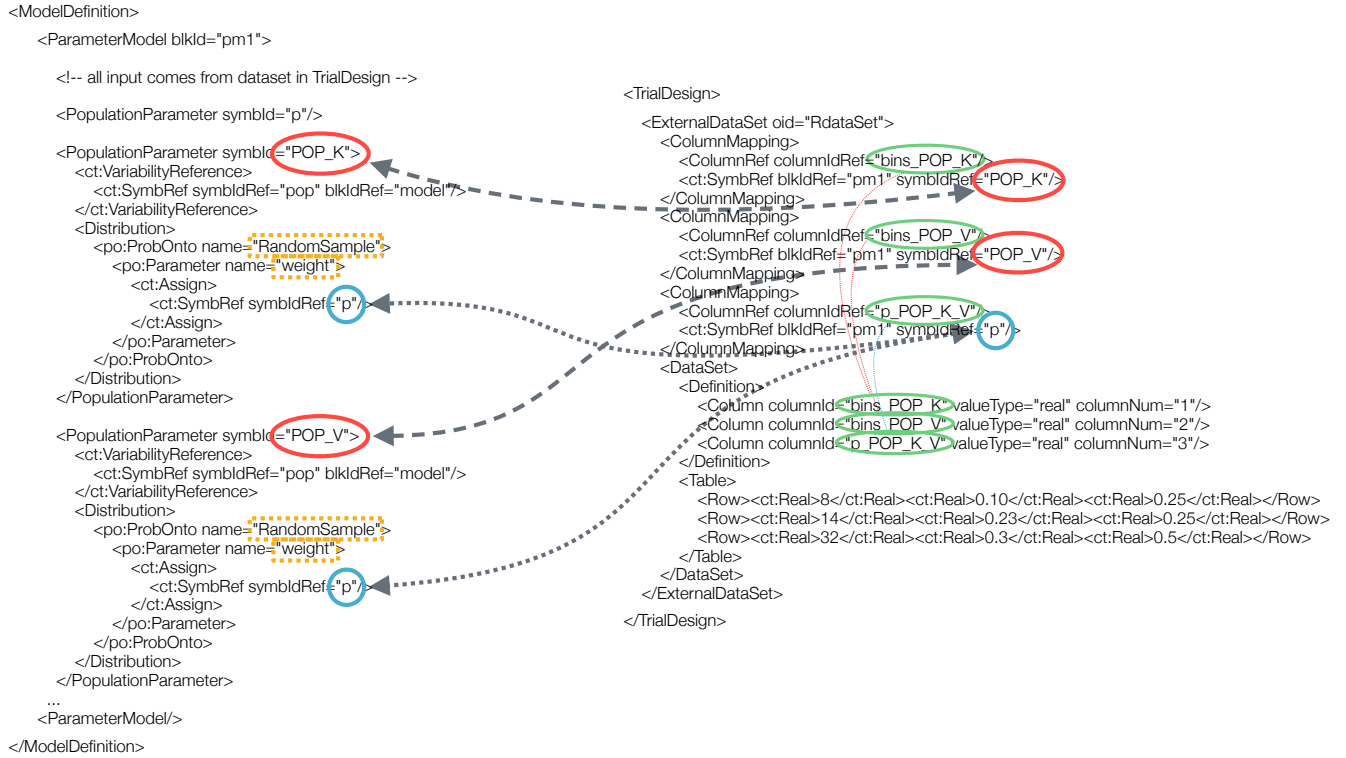 <ModelDefinition>
<ParameterModel blkId="pm1">
<!-- all input comes from dataset in TrialDesign -->
<PopulationParameter symbId="p"/>
<PopulationParameter symbId="POP_K">
<ct:VariabilityReference>
<ct:SymbRef symbIdRef="pop" blkIdRef="model"/>
</ct:VariabilityReference>
<Distribution>
<po:ProbOnto name="RandomSample">
<po:Parameter name="weight">
<ct:Assign>
<ct:SymbRef symbIdRef="p"/>
</ct:Assign>
</po:Parameter>
</po:ProbOnto>
</Distribution>
</PopulationParameter>
<PopulationParameter symbId="POP_V">
<ct:VariabilityReference>
<ct:SymbRef symbIdRef="pop" blkIdRef="model"/>
</ct:VariabilityReference>
<Distribution>
<po:ProbOnto name="RandomSample">
<po:Parameter name="weight">
<ct:Assign>
<ct:SymbRef symbIdRef="p"/>
</ct:Assign>
</po:Parameter>
</po:ProbOnto>
</Distribution>
</PopulationParameter>
...
<ParameterModel/>
</ModelDefinition>
<TrialDesign>
<ExternalDataSet oid="RdataSet">
<ColumnMapping>
<ColumnRef columnIdRef="bins_POP_K"/>
<ct:SymbRef blkIdRef="pm1" symbIdRef="POP_K"/>
</ColumnMapping>
<ColumnMapping>
<ColumnRef columnIdRef="bins_POP_V"/>
<ct:SymbRef blkIdRef="pm1" symbIdRef="POP_V"/>
</ColumnMapping>
<ColumnMapping>
<ColumnRef columnIdRef="p_POP_K_V"/>
<ct:SymbRef blkIdRef="pm1" symbIdRef="p"/>
</ColumnMapping>
<DataSet>
<Definition>
<Column columnId="bins_POP_K" valueType="real" columnNum="1"/>
<Column columnId="bins_POP_V" valueType="real" columnNum="2"/>
<Column columnId="p_POP_K_V" valueType="real" columnNum="3"/>
</Definition>
<Table>
<Row><ct:Real>8</ct:Real><ct:Real>0.10</ct:Real><ct:Real>0.25</ct:Real></Row>
<Row><ct:Real>14</ct:Real><ct:Real>0.23</ct:Real><ct:Real>0.25</ct:Real></Row>
<Row><ct:Real>32</ct:Real><ct:Real>0.3</ct:Real><ct:Real>0.5</ct:Real></Row>
</Table>
</DataSet>
</ExternalDataSet>
</TrialDesign>